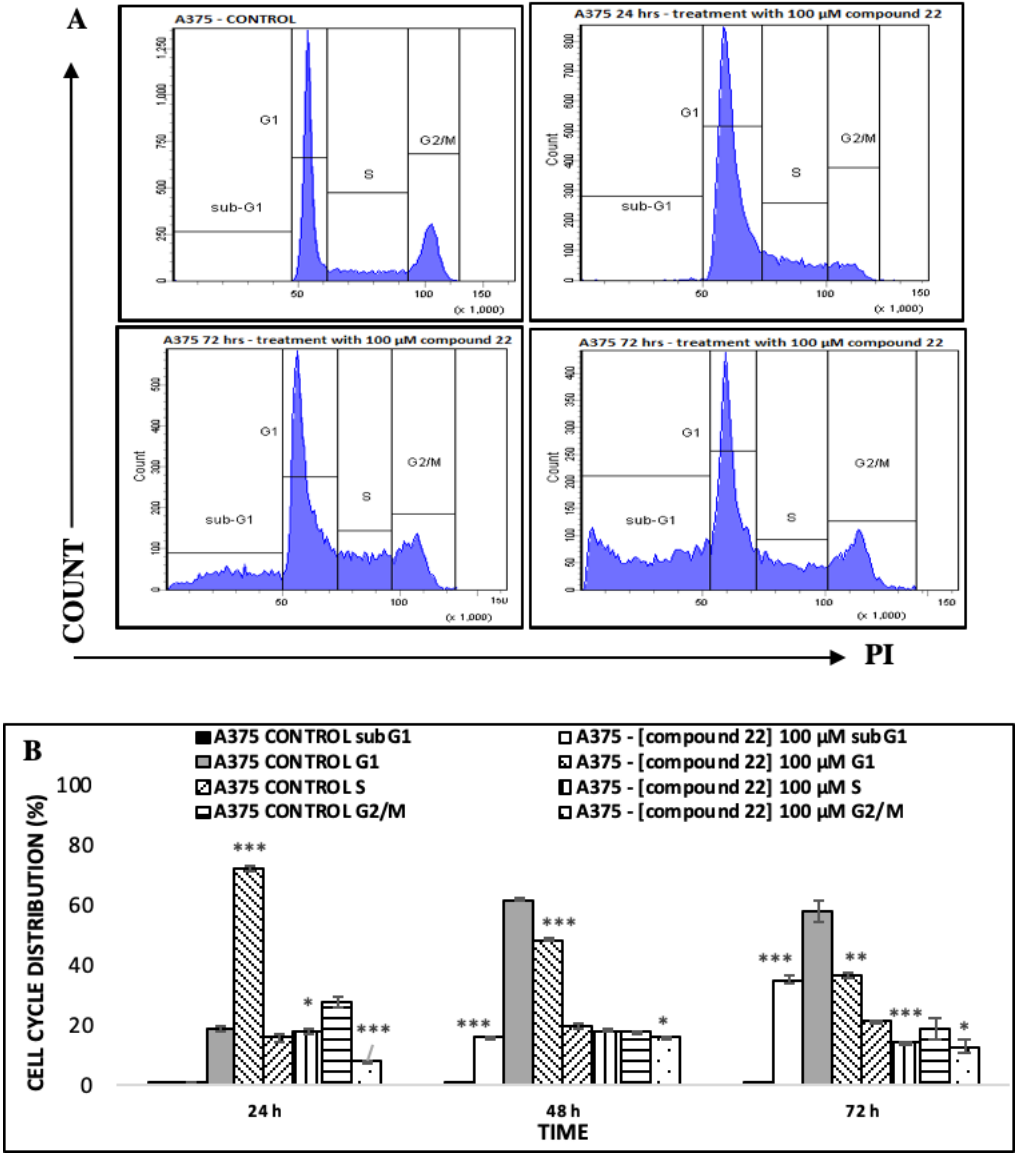 A
COUNT
PI
A375 - CONTROL
1,250
1,000
750
500
250
0
G1
sub-G1
S
G2/M
50 100 150
(x 1,000)
A375 24 hrs - treatment with 100 µM compound 22
Count
800
700
600
500
400
300
200
100
0
G1
sub-G1
S
G2/M
50 100 150
(x 1,000)
A375 72 hrs - treatment with 100 µM compound 22
Count
500
400
300
200
100
0
G1
sub-G1
S
G2/M
50 100 150
(x 1,000)
A375 72 hrs - treatment with 100 µM compound 22
Count
400
350
300
250
200
150
100
50
0
G1
sub-G1
S
G2/M
50 100 150
(x 1,000)
B
A375 CONTROL sub G1
A375 CONTROL G1
A375 CONTROL S
A375 CONTROL G2/M
A375 - [compound 22] 100 µM sub G1
A375 - [compound 22] 100 µM G1
A375 - [compound 22] 100 µM S
A375 - [compound 22] 100 µM G2/M
CELL CYCLE DISTRIBUTION (%)
100
80
60
40
20
0
***
*
***
***
***
*
***
**
***
*
24 h 48 h 72 h
TIME